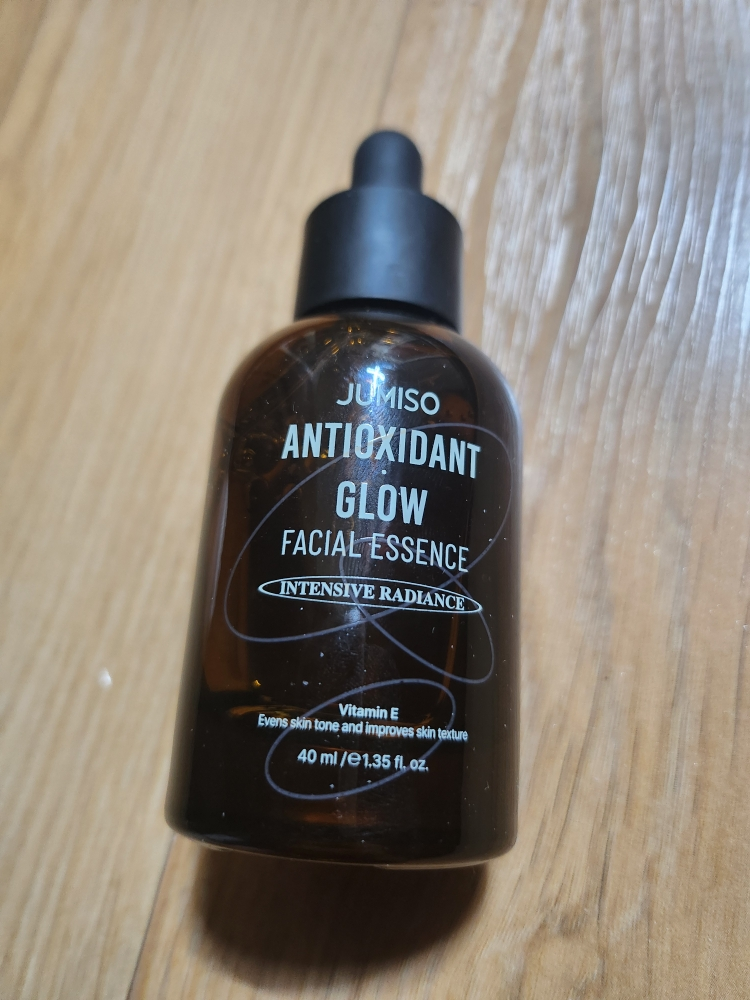 JUMISO
ANTIOXIDANT
·
GLOW
FACIAL ESSENCE
INTENSIVE RADIANCE
Vitamin E
Evens skin tone and improves skin texture
40 ml /℮1.35 fl. oz.